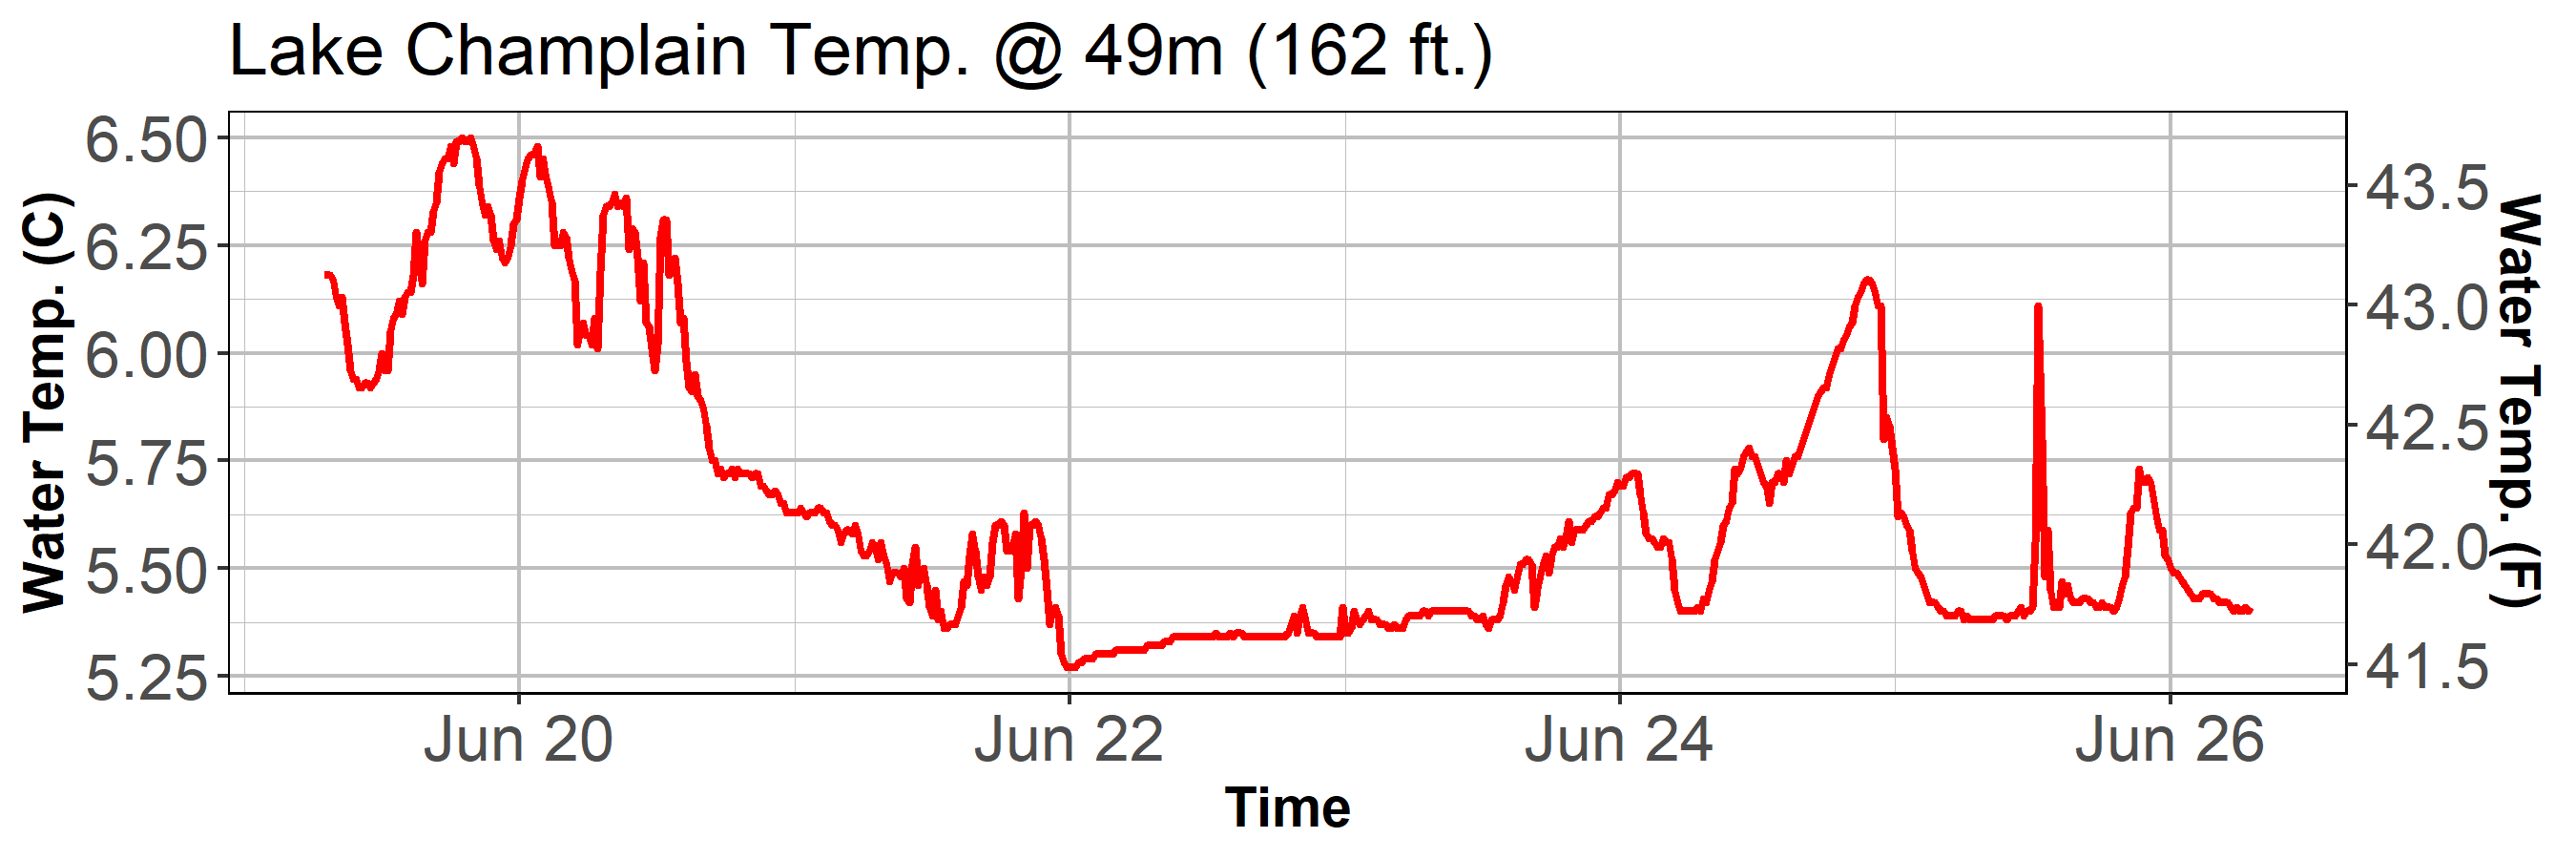 Lake Champlain Temp. @ 49m (162 ft.)
Water Temp. (C)
6.50
6.25
6.00
5.75
5.50
5.25
43.5
43.0
42.5
42.0
41.5
Water Temp. (F)
Jun 20
Jun 22
Jun 24
Jun 26
Time